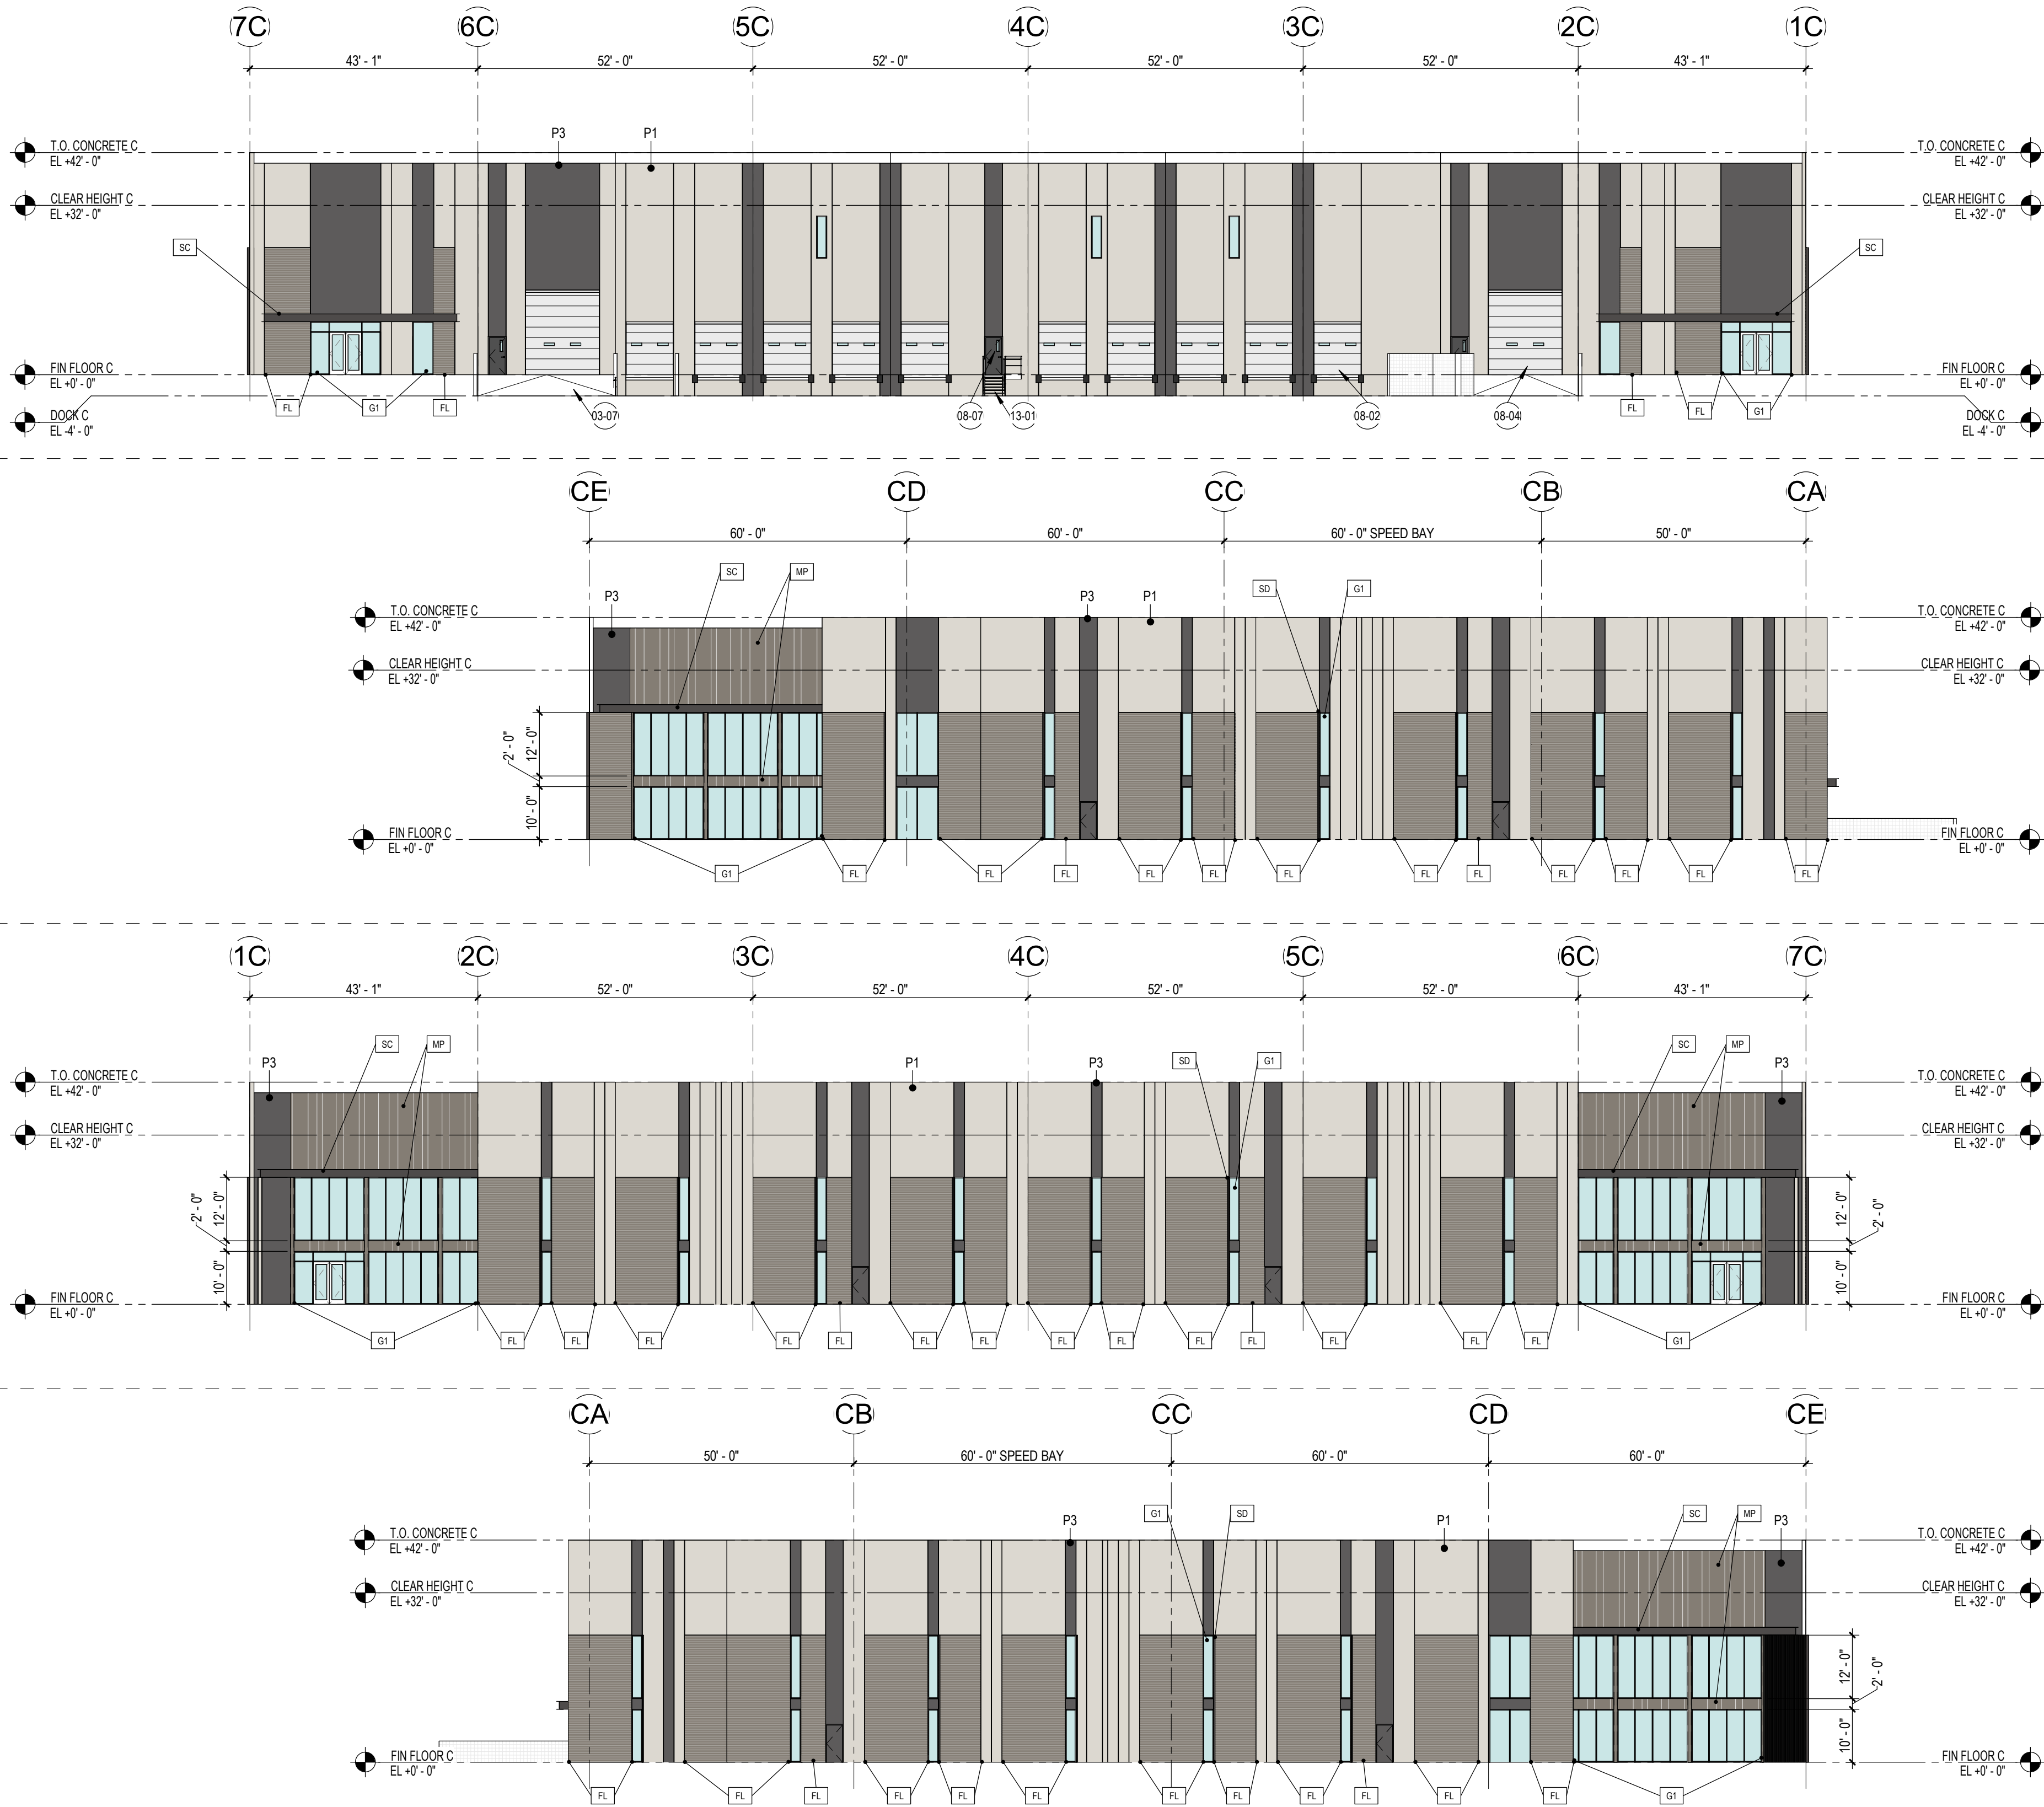 7C 6C 5C 4C 3C 2C 1C
43' - 1" 52' - 0" 52' - 0" 52' - 0" 52' - 0" 43' - 1"
P3 P1
T.O. CONCRETE C T.O. CONCRETE C
EL +42' - 0" EL +42' - 0"
CLEAR HEIGHT C CLEAR HEIGHT C
EL +32' - 0" EL +32' - 0"
SC SC
FIN FLOOR C FIN FLOOR C
EL +0' - 0" EL +0' - 0"
FL G1 FL FL FL G1
DOCK C 03-07 08-07 13-01 08-02 08-04 DOCK C
EL -4' - 0" EL -4' - 0"
CE CD CC CB CA
60' - 0" 60' - 0" 60' - 0" SPEED BAY 50' - 0"
SC MP SD G1
P3 P3 P1
T.O. CONCRETE C T.O. CONCRETE C
EL +42' - 0" EL +42' - 0"
CLEAR HEIGHT C CLEAR HEIGHT C
EL +32' - 0" EL +32' - 0"
2' - 0" 12' - 0"
10' - 0"
FIN FLOOR C FIN FLOOR C
EL +0' - 0" EL +0' - 0"
G1 FL FL FL FL FL FL FL FL FL FL FL FL
1C 2C 3C 4C 5C 6C 7C
43' - 1" 52' - 0" 52' - 0" 52' - 0" 52' - 0" 43' - 1"
SC MP SC MP
P3 P1 P3 SD G1 P3
T.O. CONCRETE C T.O. CONCRETE C
EL +42' - 0" EL +42' - 0"
CLEAR HEIGHT C CLEAR HEIGHT C
EL +32' - 0" EL +32' - 0"
2' - 0" 12' - 0" 12' - 0" 2' - 0"
10' - 0" 10' - 0"
FIN FLOOR C FIN FLOOR C
EL +0' - 0" EL +0' - 0"
G1 FL FL FL FL FL FL FL FL FL FL FL FL FL FL G1
CA CB CC CD CE
50' - 0" 60' - 0" SPEED BAY 60' - 0" 60' - 0"
G1 SD SC MP
P3 P1 P3
T.O. CONCRETE C T.O. CONCRETE C
EL +42' - 0" EL +42' - 0"
CLEAR HEIGHT C CLEAR HEIGHT C
EL +32' - 0" EL +32' - 0"
12' - 0" 2' - 0"
10' - 0"
FIN FLOOR C FIN FLOOR C
EL +0' - 0" EL +0' - 0"
FL FL FL FL FL FL FL FL FL FL FL FL G1